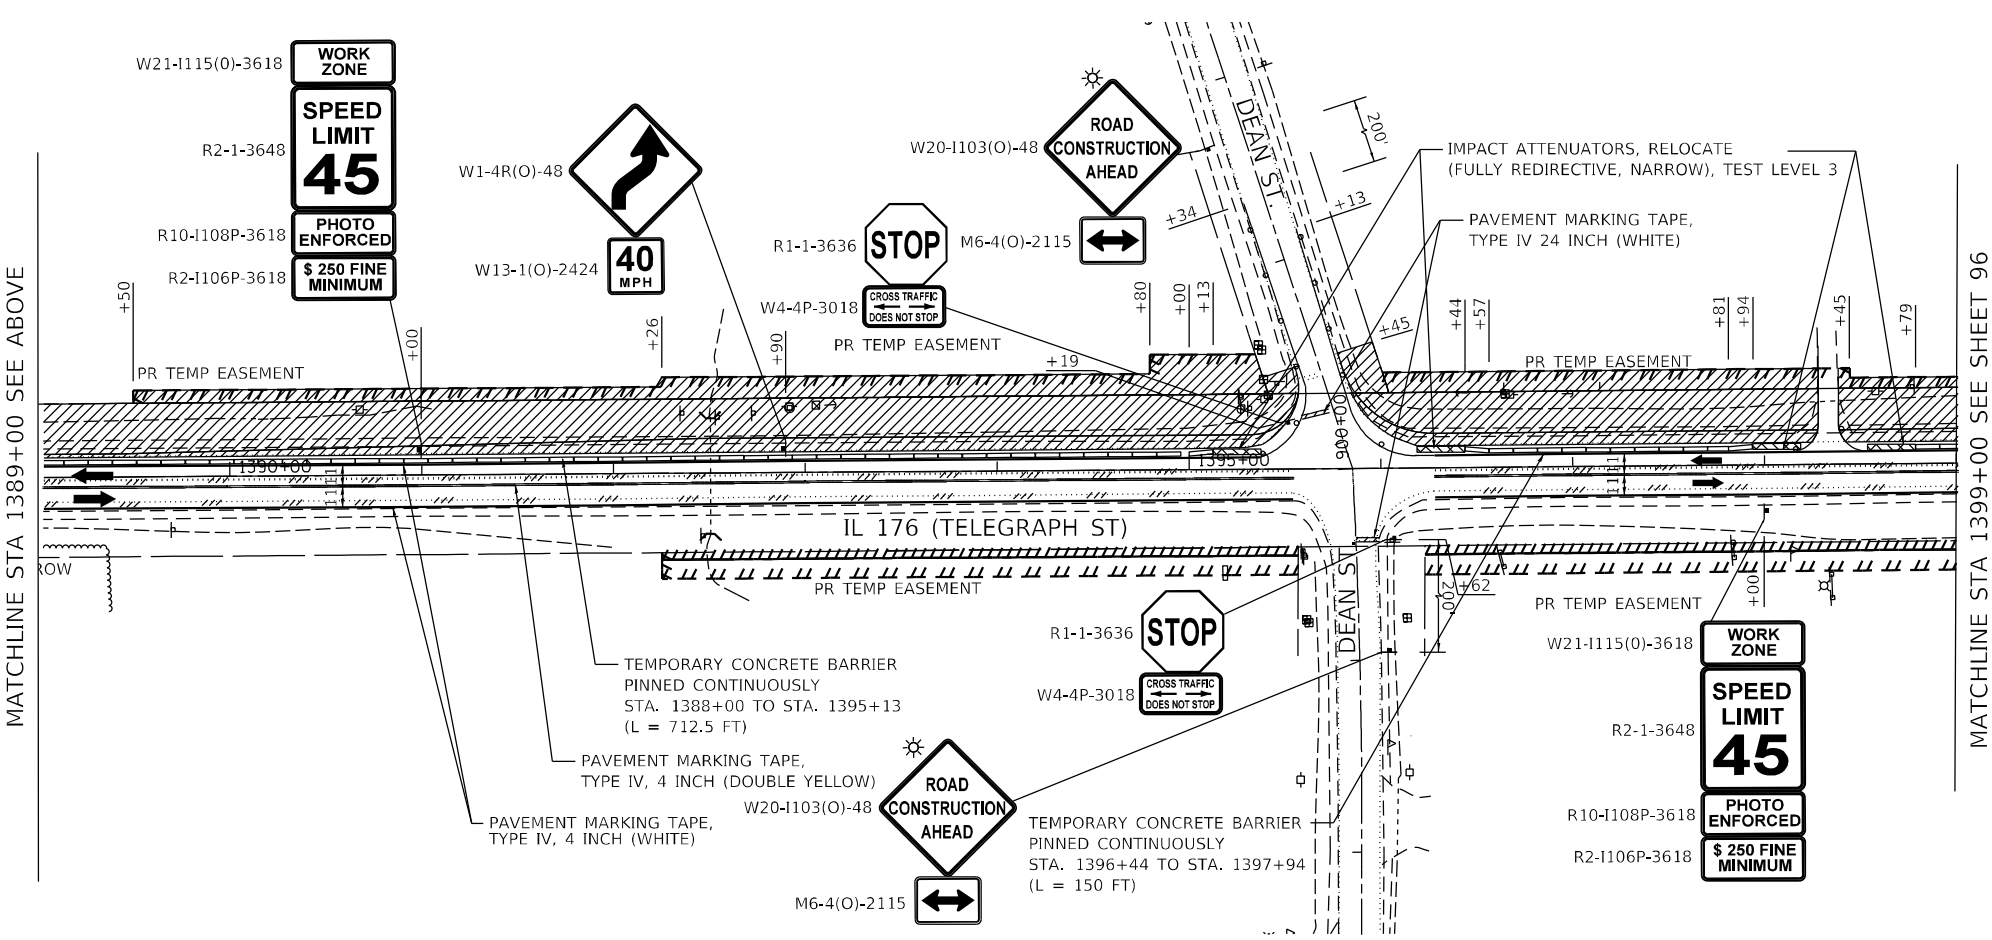 W21-I115(0)-3618
WORK
ZONE
R2-1-3648
SPEED
LIMIT
45
R10-I108P-3618
PHOTO
ENFORCED
R2-I106P-3618
$ 250 FINE
MINIMUM
W1-4R(O)-48
W13-1(O)-2424
40
MPH
W20-I103(O)-48
ROAD
CONSTRUCTION
AHEAD
R1-1-3636
STOP
M6-4(O)-2115
W4-4P-3018
CROSS TRAFFIC
DOES NOT STOP
DEAN ST.
200'
+34
+13
IMPACT ATTENUATORS, RELOCATE
(FULLY REDIRECTIVE, NARROW), TEST LEVEL 3
PAVEMENT MARKING TAPE,
TYPE IV 24 INCH (WHITE)
MATCHLINE STA 1389+00 SEE ABOVE
MATCHLINE STA 1399+00 SEE SHEET 96
+50
+00
+26
+90
+80
+00
+13
+19
+45
+44
+57
+81
+94
+45
+79
PR TEMP EASEMENT
PR TEMP EASEMENT
PR TEMP EASEMENT
1390+00
1395+00
900+00
11
11
11
11
IL 176 (TELEGRAPH ST)
ROW
PR TEMP EASEMENT
PR TEMP EASEMENT
DEAN S
200'
+62
+00
R1-1-3636
STOP
W4-4P-3018
CROSS TRAFFIC
DOES NOT STOP
TEMPORARY CONCRETE BARRIER
PINNED CONTINUOUSLY
STA. 1388+00 TO STA. 1395+13
(L = 712.5 FT)
PAVEMENT MARKING TAPE,
TYPE IV, 4 INCH (DOUBLE YELLOW)
PAVEMENT MARKING TAPE,
TYPE IV, 4 INCH (WHITE)
W20-I103(O)-48
ROAD
CONSTRUCTION
AHEAD
M6-4(O)-2115
TEMPORARY CONCRETE BARRIER
PINNED CONTINUOUSLY
STA. 1396+44 TO STA. 1397+94
(L = 150 FT)
W21-I115(0)-3618
WORK
ZONE
R2-1-3648
SPEED
LIMIT
45
R10-I108P-3618
PHOTO
ENFORCED
R2-I106P-3618
$ 250 FINE
MINIMUM